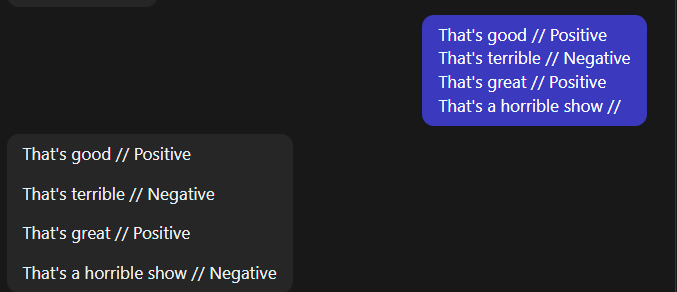 That's good // Positive
That's terrible // Negative
That's great // Positive
That's a horrible show //
That's good // Positive
That's terrible // Negative
That's great // Positive
That's a horrible show // Negative